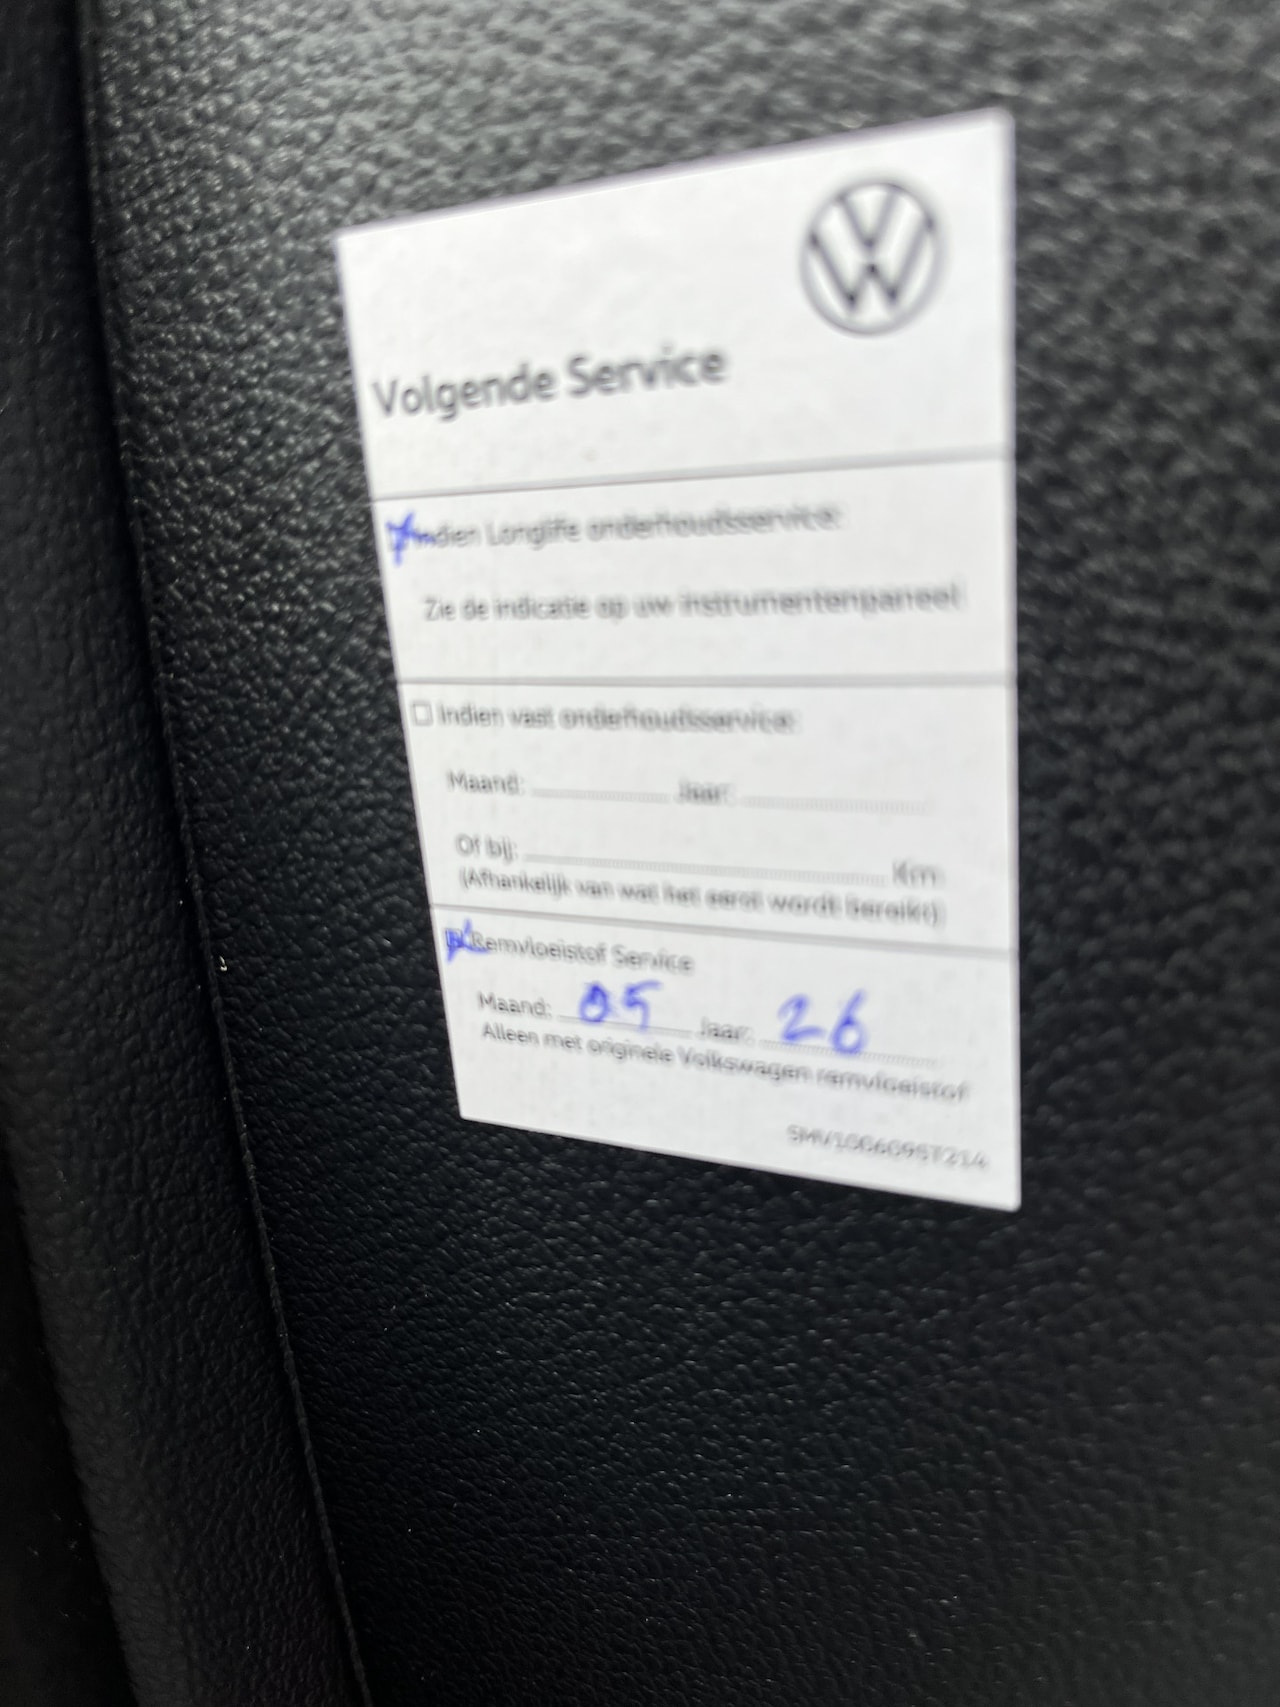 Volgende Service
Indien Longlife onderhoudsservice:
Zie de indicatie op uw instrumentenpaneel
Indien vast onderhoudsservice:
Maand: Jaar:
Of bij: Km
(Afhankelijk van wat het eerst wordt bereikt)
Remvloeistof Service
Maand: 05 Jaar: 26
Alleen met originele Volkswagen remvloeistof